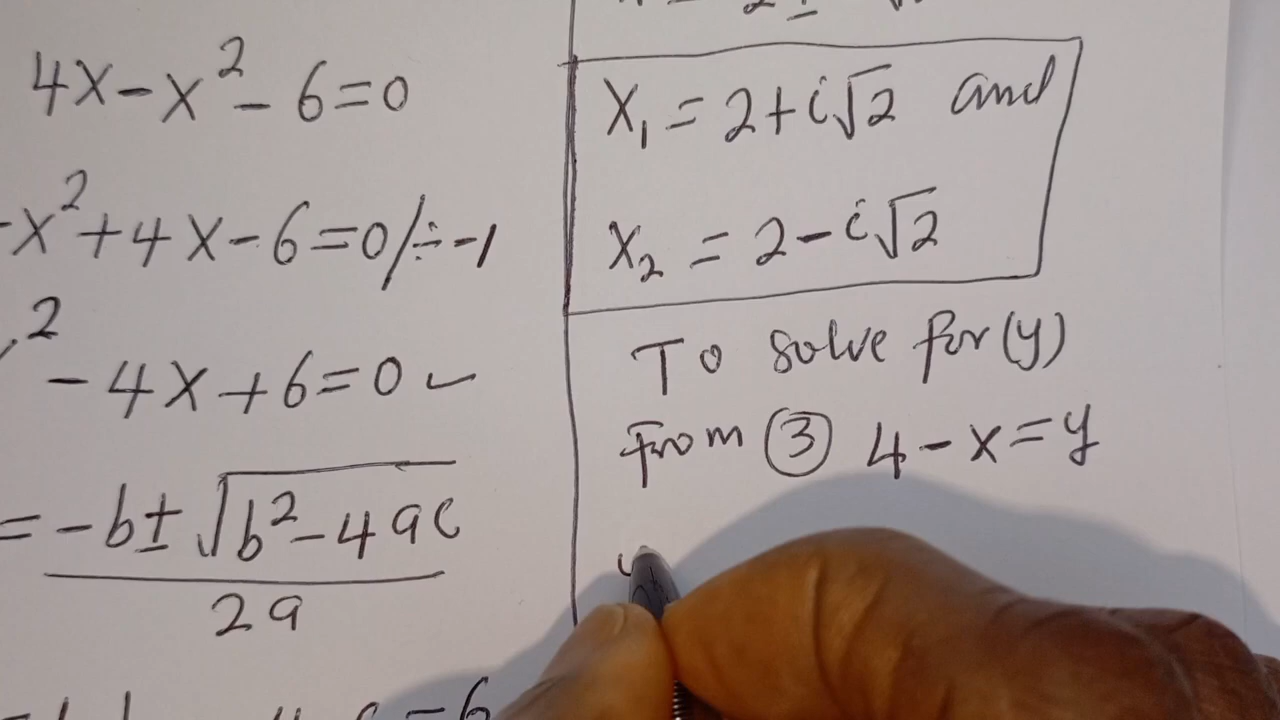 4x-x²-6=0
-x²+4x-6=0/÷-1
² -4x+6=0✓
= -b±√b²-4ac
2a
x₁ = 2+i√2 and
x₂ = 2-i√2
To solve for (y)
From ③ 4-x=y